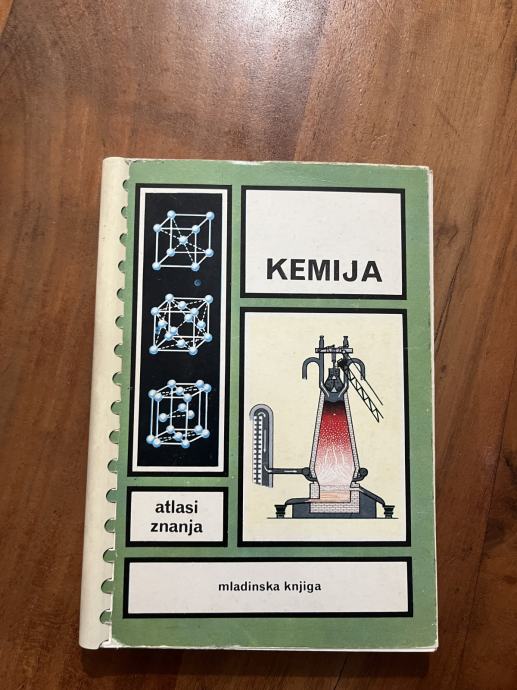 KEMIJA
atlasi
znanja
mladinska knjiga